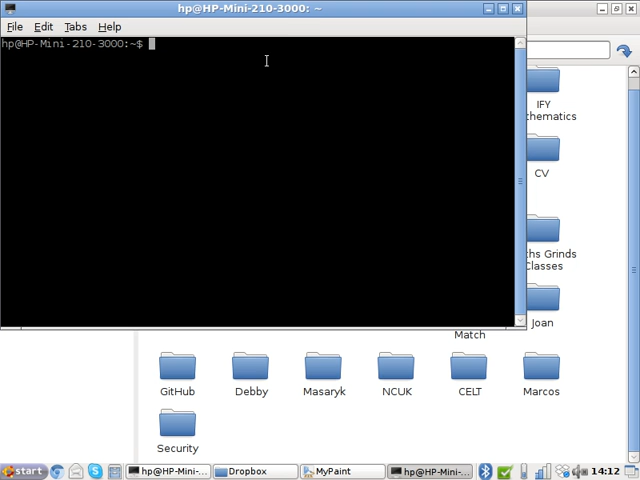 hp@HP-Mini-210-3000: ~
File Edit Tabs Help
hp@HP-Mini-210-3000:~$
IFY
thematics
CV
ths Grinds
Classes
Match
Joan
GitHub
Debby
Masaryk
NCUK
CELT
Marcos
Security
start
hp@HP-Mini-...
Dropbox
MyPaint
hp@HP-Mini-...
14:12